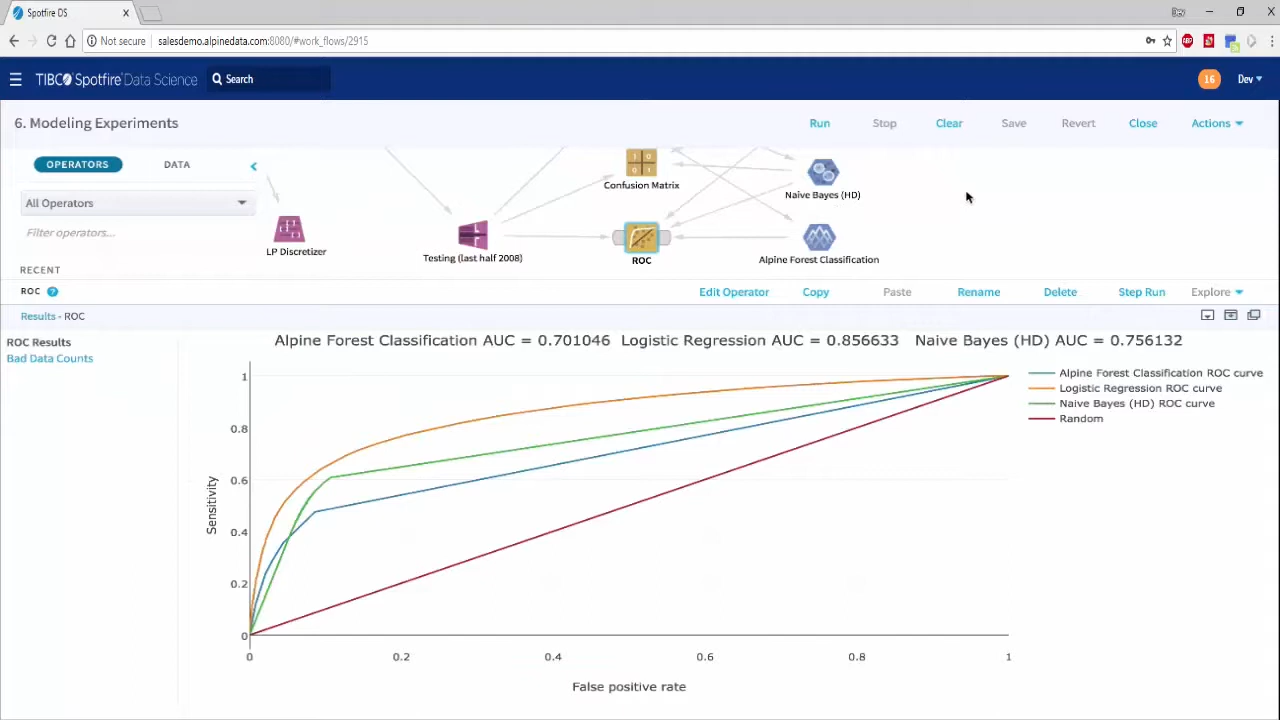 Spotfire DS
Not secure salesdemo.alpinedata.com:8080/#work_flows/2915
TIBCO Spotfire Data Science Search 16 Dev
6. Modeling Experiments Run Stop Clear Save Revert Close Actions
OPERATORS DATA
All Operators
Filter operators...
RECENT
Confusion Matrix
Naive Bayes (HD)
LP Discretizer
Testing (last half 2008)
ROC
Alpine Forest Classification
ROC Edit Operator Copy Paste Rename Delete Step Run Explore
Results - ROC
ROC Results
Bad Data Counts
Alpine Forest Classification AUC = 0.701046 Logistic Regression AUC = 0.856633 Naive Bayes (HD) AUC = 0.756132
Alpine Forest Classification ROC curve
Logistic Regression ROC curve
Naive Bayes (HD) ROC curve
Random
1
0.8
0.6
0.4
0.2
0
Sensitivity
0 0.2 0.4 0.6 0.8 1
False positive rate